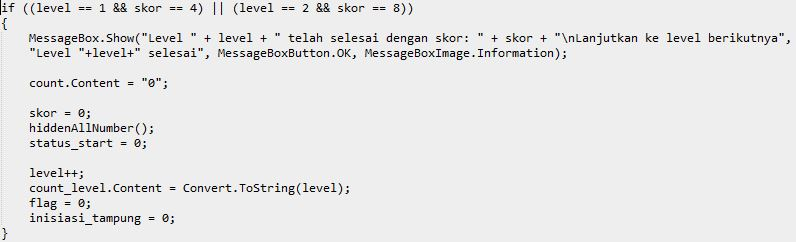 if ((level == 1 && skor == 4) || (level == 2 && skor == 8))
{
    MessageBox.Show("Level " + level + " telah selesai dengan skor: " + skor + "\nLanjutkan ke level berikutnya",
    "Level "+level+" selesai", MessageBoxButton.OK, MessageBoxImage.Information);

    count.Content = "0";

    skor = 0;
    hiddenAllNumber();
    status_start = 0;

    level++;
    count_level.Content = Convert.ToString(level);
    flag = 0;
    inisiasi_tampung = 0;
}